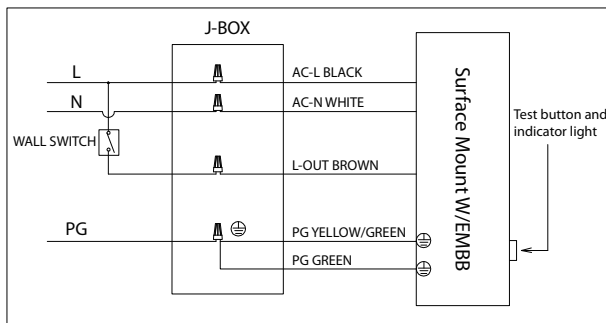 J-BOX
L
AC-L BLACK
N
AC-N WHITE
WALL SWITCH
L-OUT BROWN
PG
PG YELLOW/GREEN
PG GREEN
Surface Mount W/EMBB
Test button and
indicator light